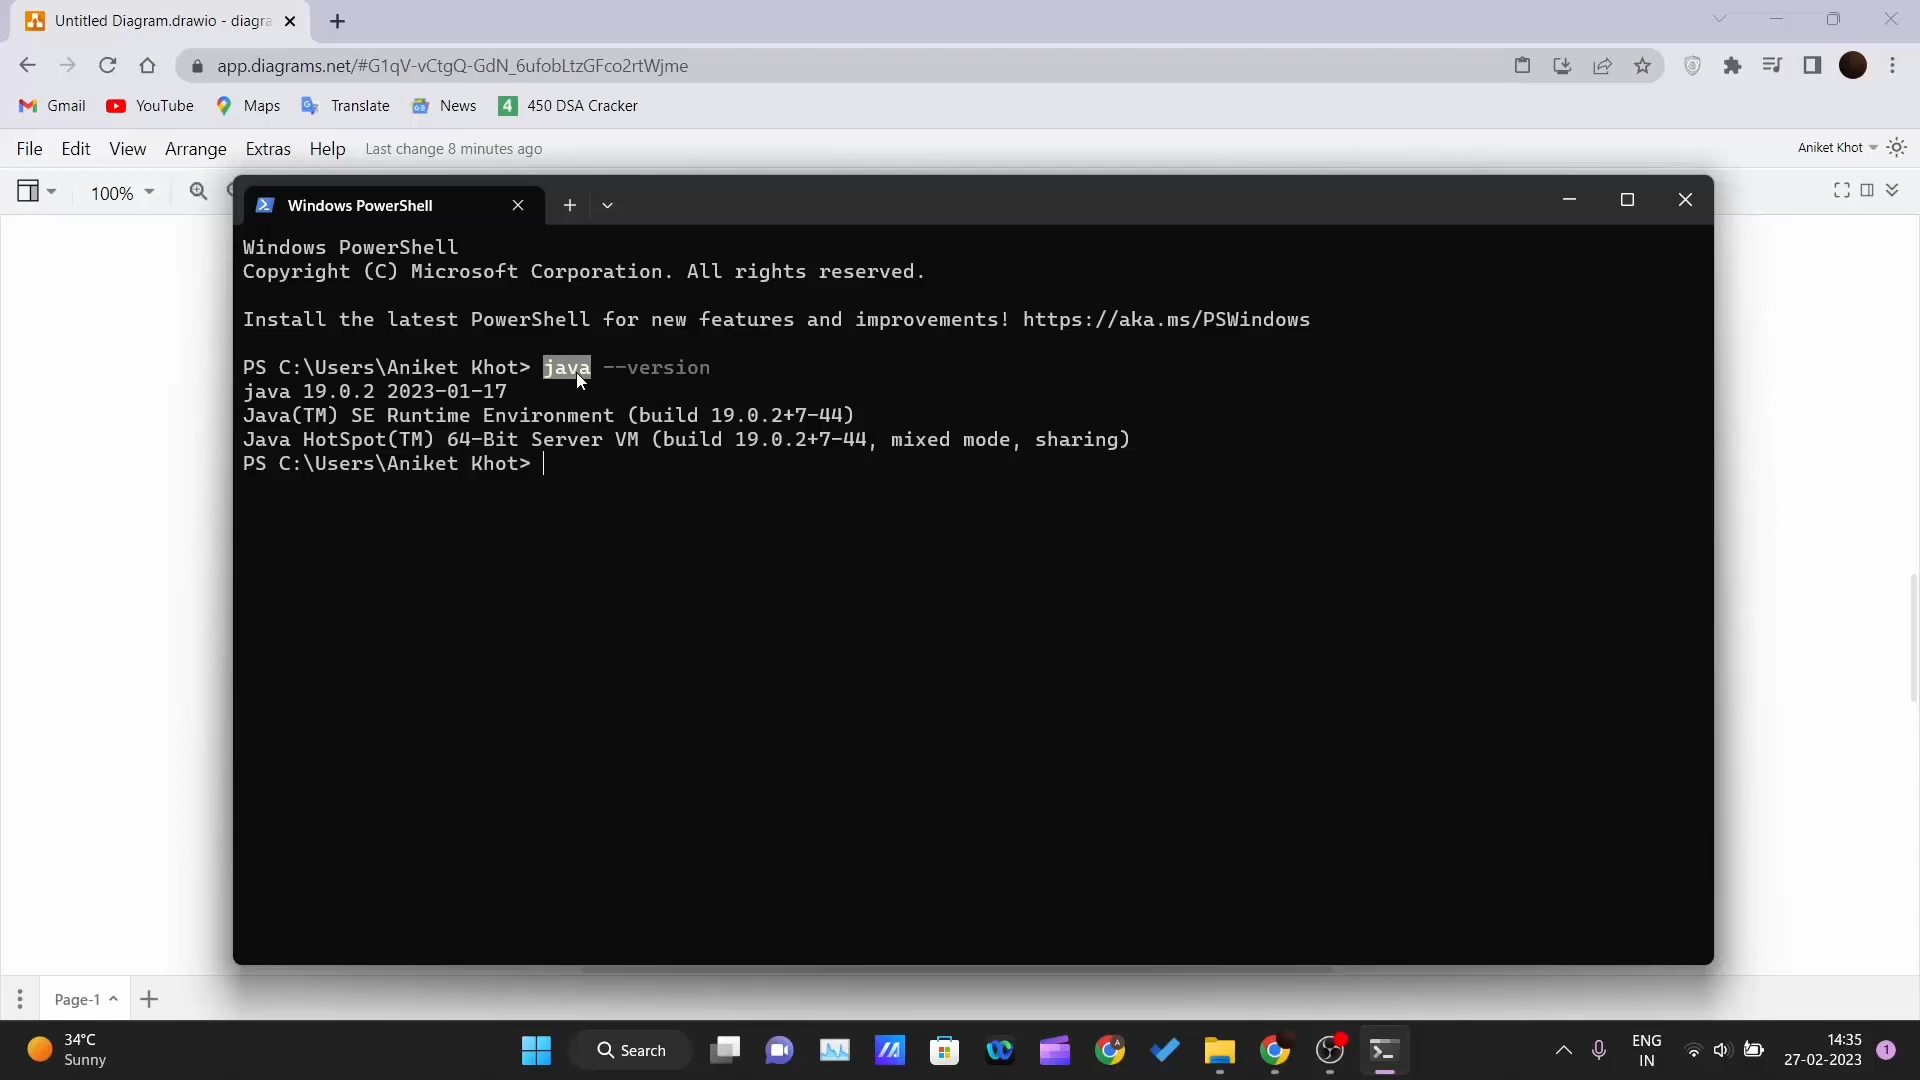 Untitled Diagram.drawio - diagra
app.diagrams.net/#G1qV-vCtgQ-GdN_6ufobLtzGFco2rtWjme
Gmail YouTube Maps Translate News 4 450 DSA Cracker
File Edit View Arrange Extras Help Last change 8 minutes ago Aniket Khot
100%
Windows PowerShell
Windows PowerShell
Copyright (C) Microsoft Corporation. All rights reserved.
Install the latest PowerShell for new features and improvements! https://aka.ms/PSWindows
PS C:\Users\Aniket Khot> java --version
java 19.0.2 2023-01-17
Java(TM) SE Runtime Environment (build 19.0.2+7-44)
Java HotSpot(TM) 64-Bit Server VM (build 19.0.2+7-44, mixed mode, sharing)
PS C:\Users\Aniket Khot>
Page-1
34°C
Sunny
Search
ENG
IN
14:35
27-02-2023
1